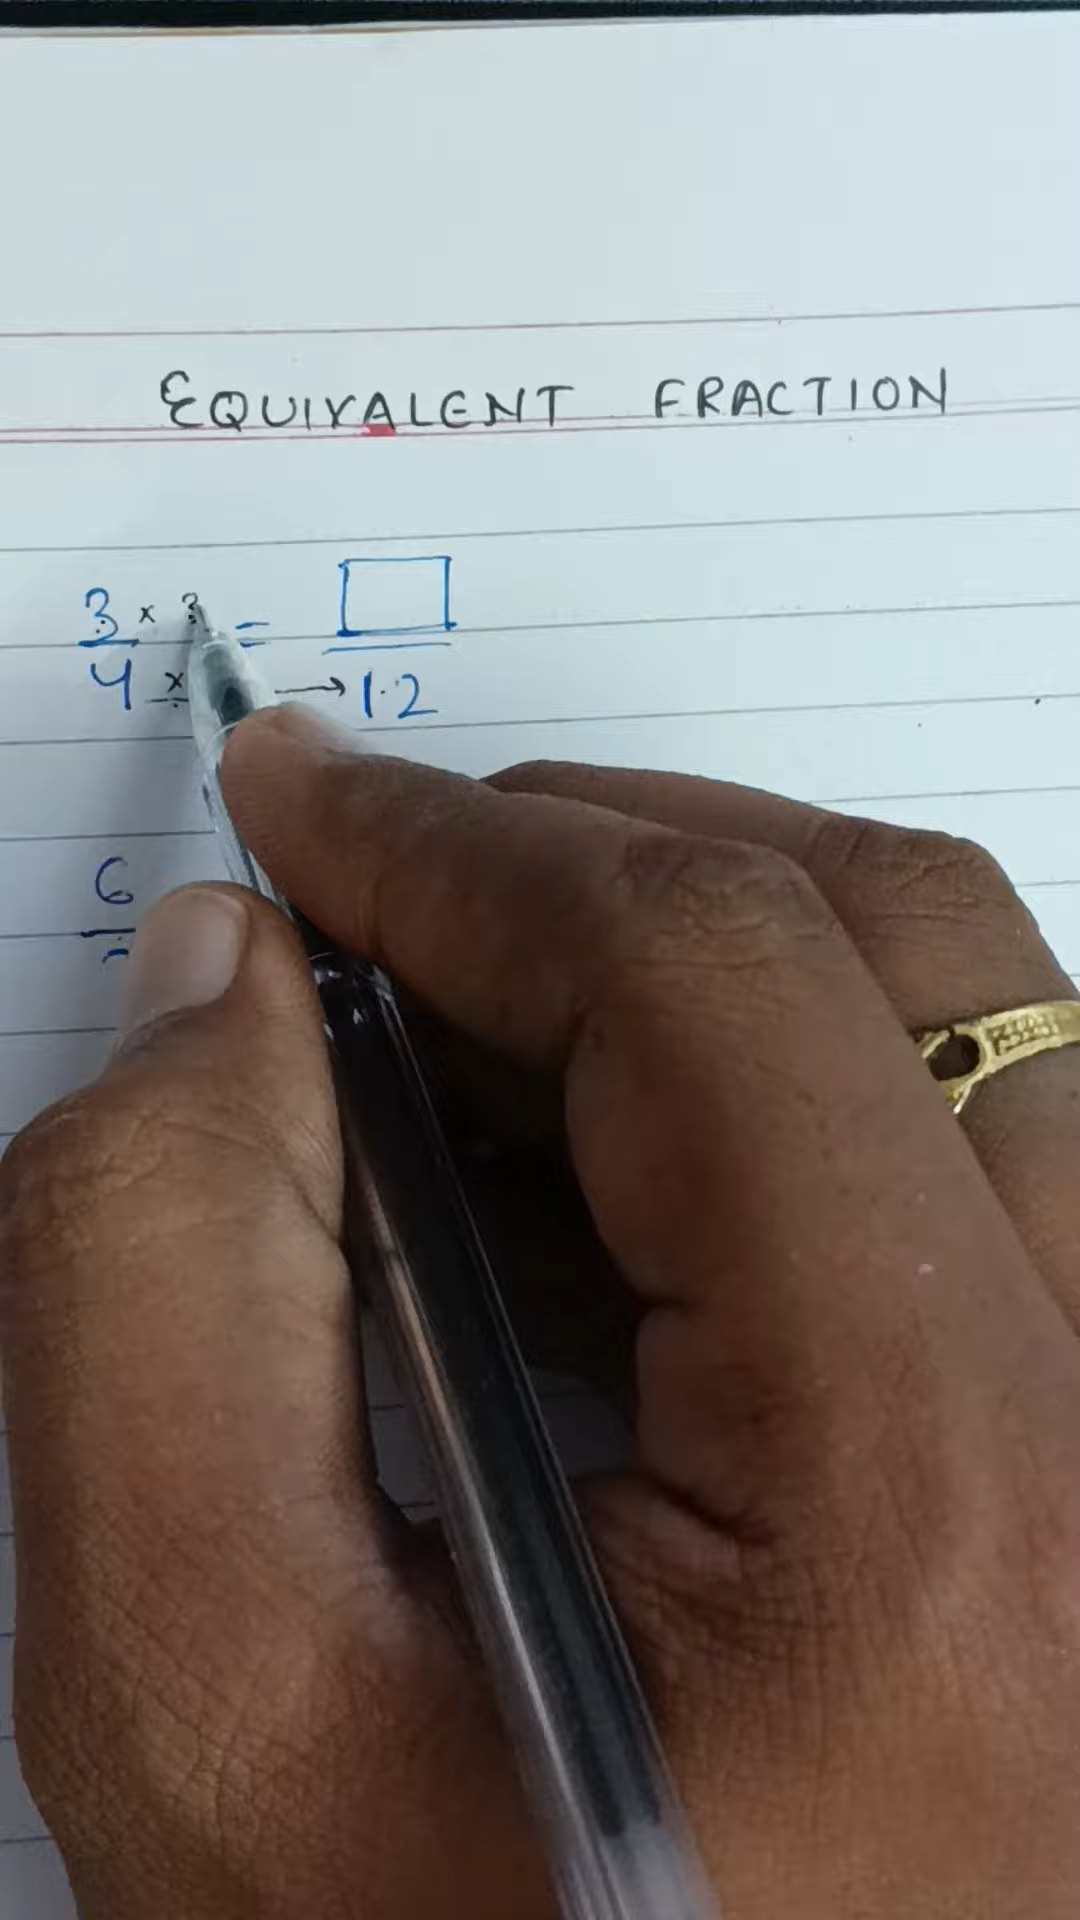 EQUIVALENT FRACTION
3 × 3 = □
4 × → 12
6